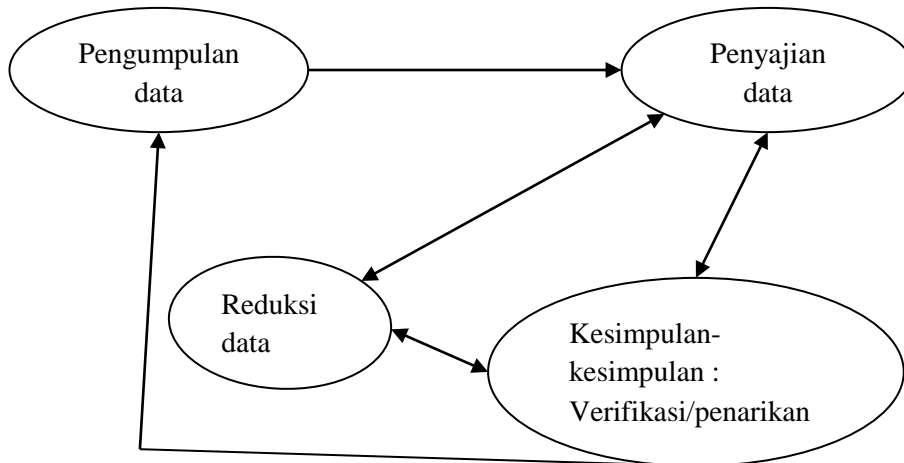 Pengumpulan
data
Penyajian
data
Reduksi
data
Kesimpulan-
kesimpulan :
Verifikasi/penarikan